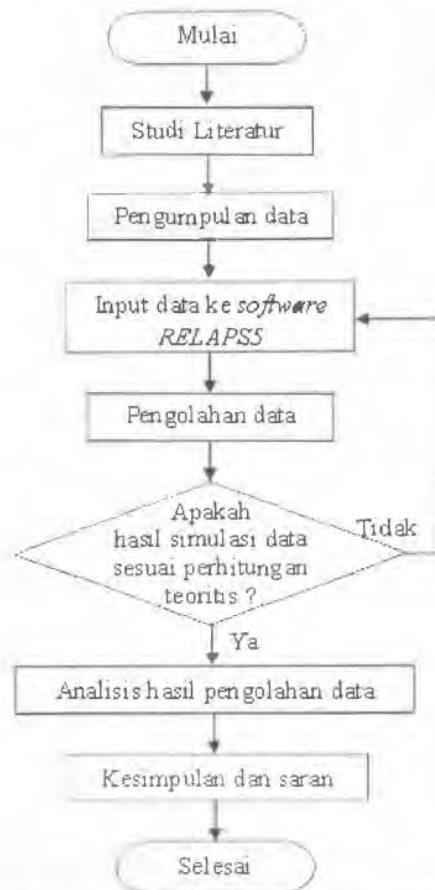 Mulai
Studi Literatur
Pengumpulan data
Input data ke software
RELAPS5
Pengolahan data
Apakah
hasil simulasi data
sesuai perhitungan
teoritis ?
Tidak
Ya
Analisis hasil pengolahan data
Kesimpulan dan saran
Selesai